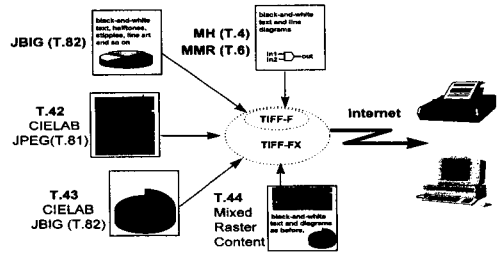 JBIG (T.82)
black-and-white
text, halftones,
stipples, line art
and so on
MH (T.4)
MMR (T.6)
black-and-white
text and line
diagrams
in1
in2
out
T.42
CIELAB
JPEG(T.81)
TIFF-F
TIFF-FX
Internet
T.43
CIELAB
JBIG (T.82)
T.44
Mixed
Raster
Content
black-and-white
text and diagrams
as before.